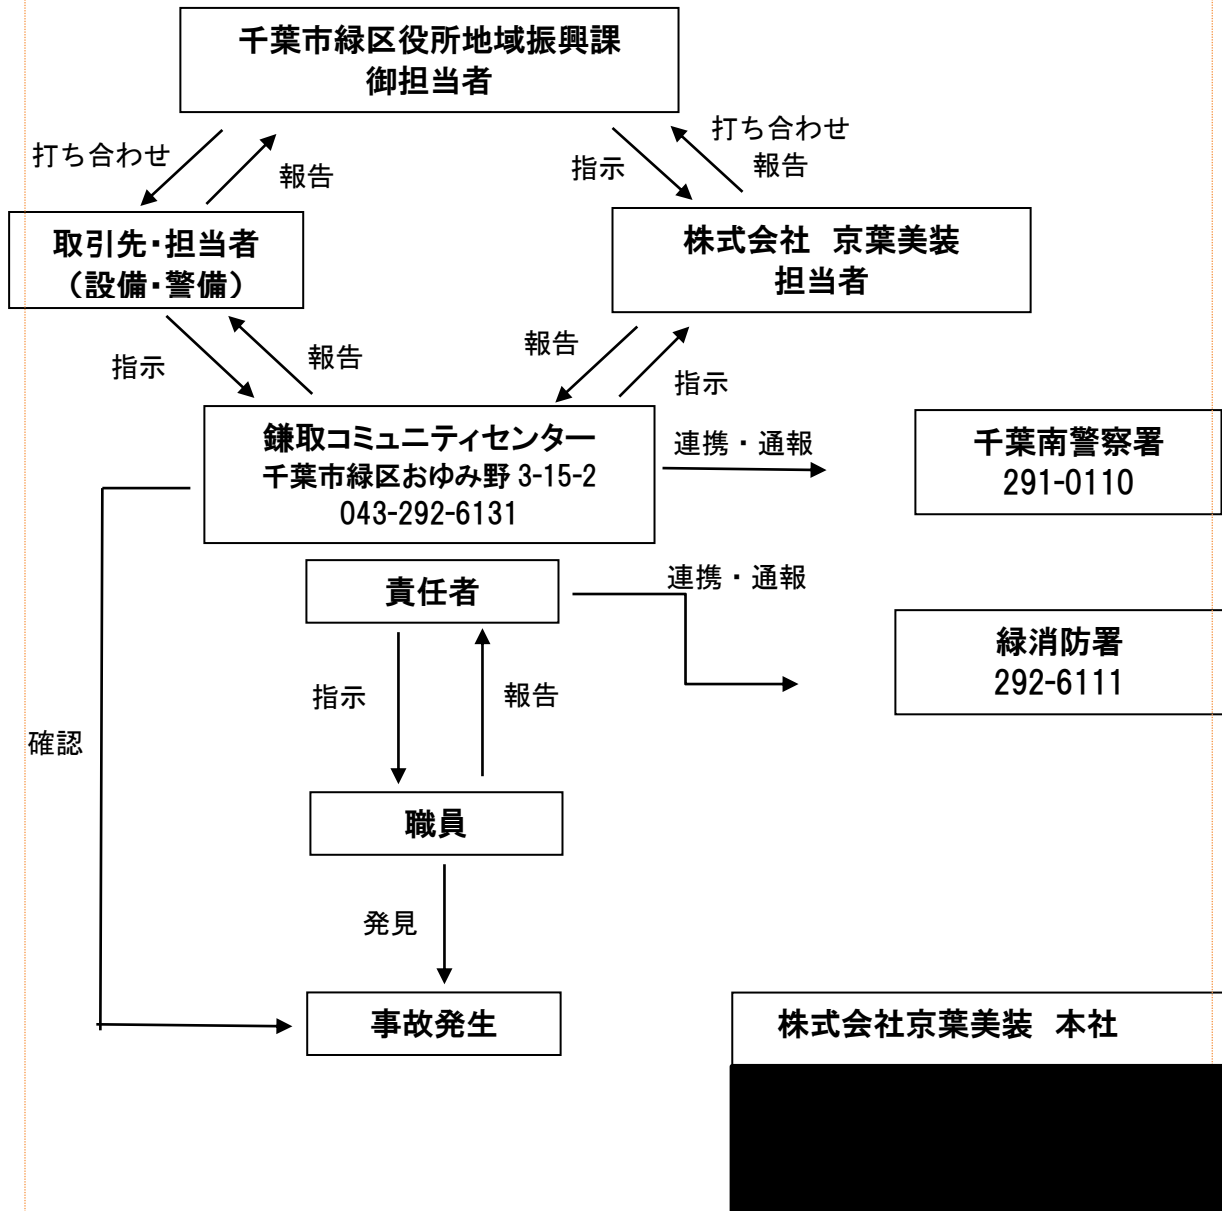 千葉市緑区役所地域振興課
御担当者
打ち合わせ
報告
指示
打ち合わせ
報告
取引先・担当者
（設備・警備）
株式会社　京葉美装
担当者
指示
報告
報告
指示
鎌取コミュニティセンター
千葉市緑区おゆみ野 3-15-2
043-292-6131
連携・通報
千葉南警察署
291-0110
責任者
連携・通報
緑消防署
292-6111
指示
報告
確認
職員
発見
事故発生
株式会社京葉美装　本社